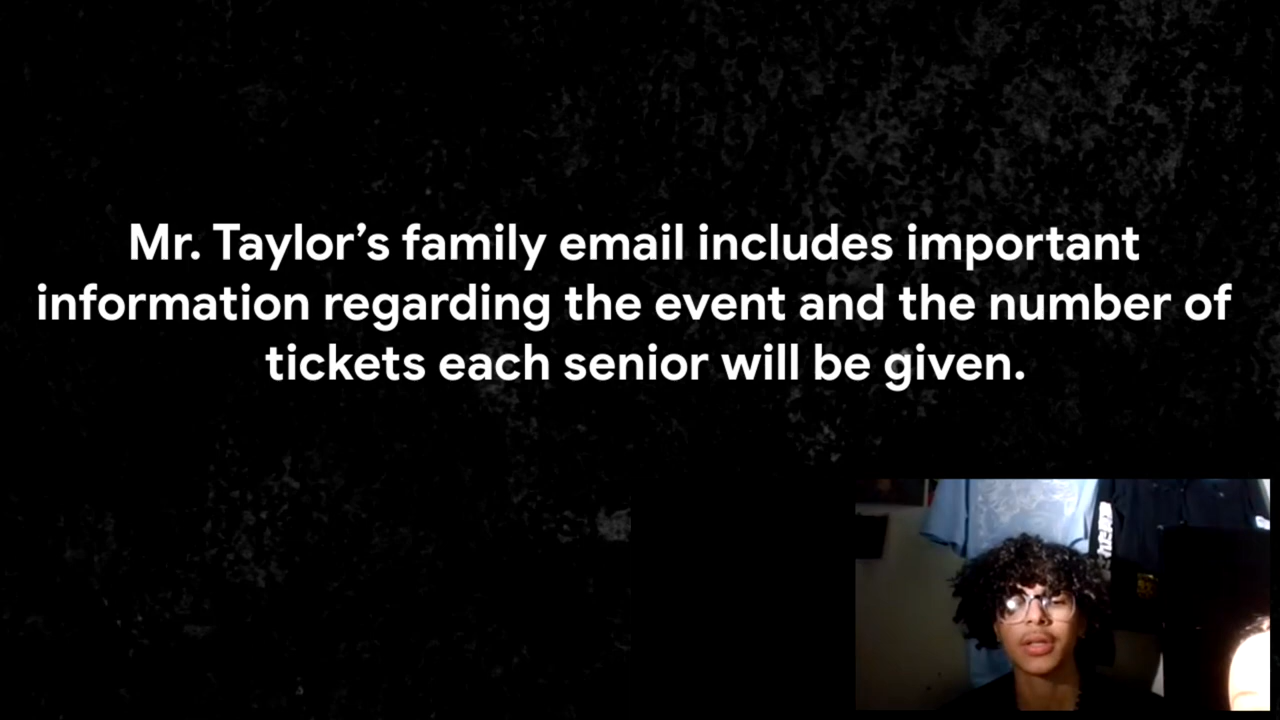 Mr. Taylor’s family email includes important
information regarding the event and the number of
tickets each senior will be given.